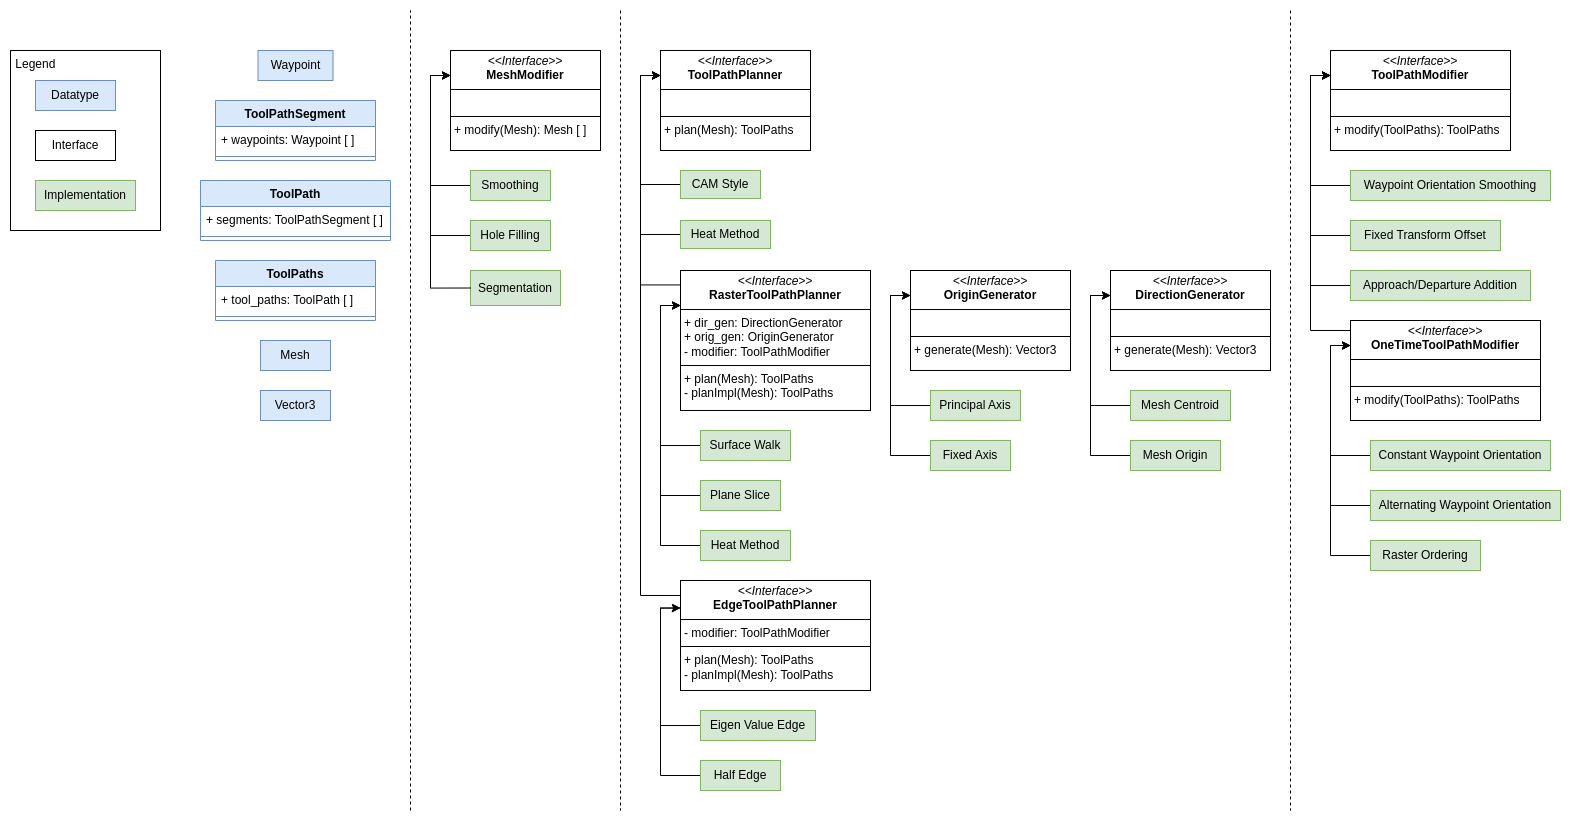 Legend
Datatype
Interface
Implementation
Waypoint
ToolPathSegment
+ waypoints: Waypoint [ ]
ToolPath
+ segments: ToolPathSegment [ ]
ToolPaths
+ tool_paths: ToolPath [ ]
Mesh
Vector3
<<Interface>>
MeshModifier
+ modify(Mesh): Mesh [ ]
Smoothing
Hole Filling
Segmentation
<<Interface>>
ToolPathPlanner
+ plan(Mesh): ToolPaths
CAM Style
Heat Method
<<Interface>>
RasterToolPathPlanner
+ dir_gen: DirectionGenerator
+ orig_gen: OriginGenerator
- modifier: ToolPathModifier
+ plan(Mesh): ToolPaths
- planImpl(Mesh): ToolPaths
Surface Walk
Plane Slice
Heat Method
<<Interface>>
EdgeToolPathPlanner
- modifier: ToolPathModifier
+ plan(Mesh): ToolPaths
- planImpl(Mesh): ToolPaths
Eigen Value Edge
Half Edge
<<Interface>>
OriginGenerator
+ generate(Mesh): Vector3
Principal Axis
Fixed Axis
<<Interface>>
DirectionGenerator
+ generate(Mesh): Vector3
Mesh Centroid
Mesh Origin
<<Interface>>
ToolPathModifier
+ modify(ToolPaths): ToolPaths
Waypoint Orientation Smoothing
Fixed Transform Offset
Approach/Departure Addition
<<Interface>>
OneTimeToolPathModifier
+ modify(ToolPaths): ToolPaths
Constant Waypoint Orientation
Alternating Waypoint Orientation
Raster Ordering